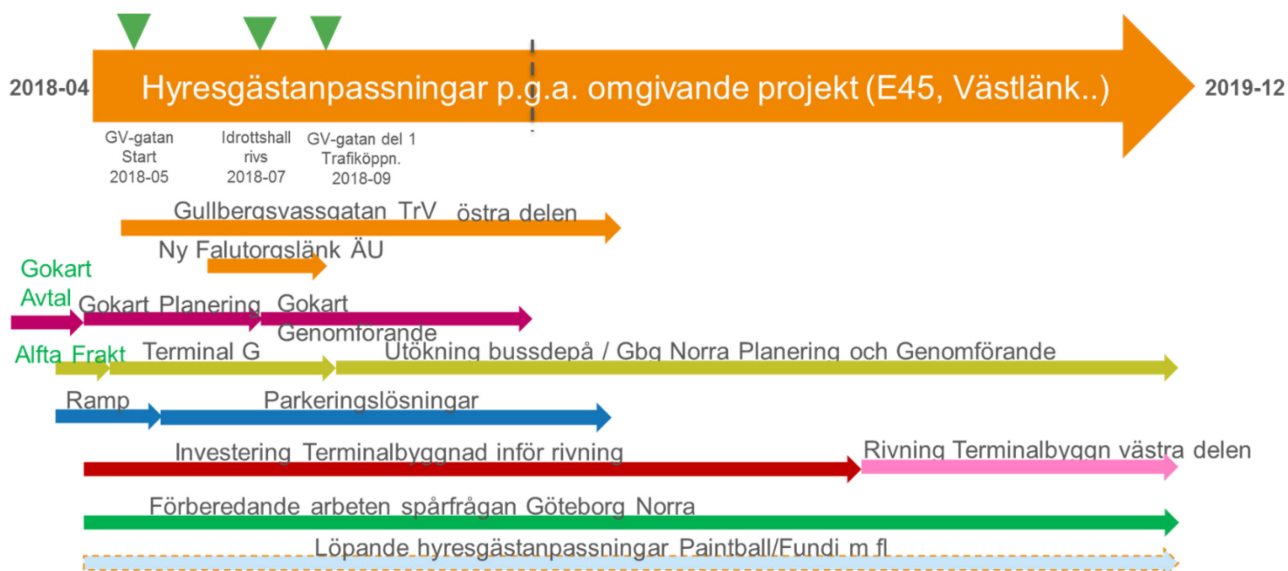 2018-04
Hyresgästanpassningar p.g.a. omgivande projekt (E45, Västlänk..)
2019-12
GV-gatan
Start
2018-05
Idrottshall
rivs
2018-07
GV-gatan del 1
Trafiköppn.
2018-09
Gullbergsvassgatan TrV östra delen
Ny Falutorgslänk ÄU
Gokart
Avtal
Gokart Planering
Gokart
Genomförande
Alfta Frakt
Terminal G
Utökning bussdepå / Gbg Norra Planering och Genomförande
Ramp
Parkeringslösningar
Investering Terminalbyggnad inför rivning
Rivning Terminalbyggn västra delen
Förberedande arbeten spårfrågan Göteborg Norra
Löpande hyresgästanpassningar Paintball/Fundi m fl